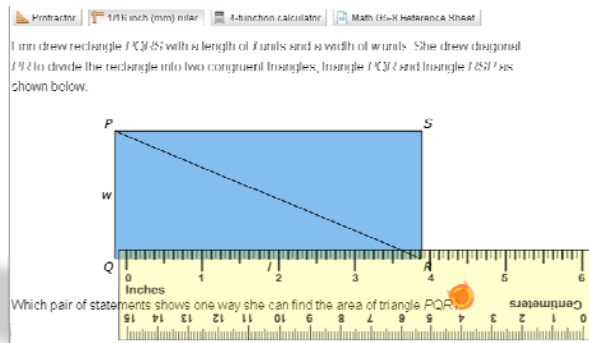 Protractor 1/16 inch (mm) ruler 4-function calculator Math G5-8 Reference Sheet
drew rectangle PQRS with a length of l units and a width of w units. She drew diagonal
PR to divide the rectangle into two congruent triangles, triangle PQR and triangle RSP as
shown below.
P S
w
Q l R
0 1 2 3 4 5 6
Inches
Which pair of statements shows one way she can find the area of triangle PQR
Centimeters
15 14 13 12 11 10 9 8 7 6 5 4 3 2 1 0